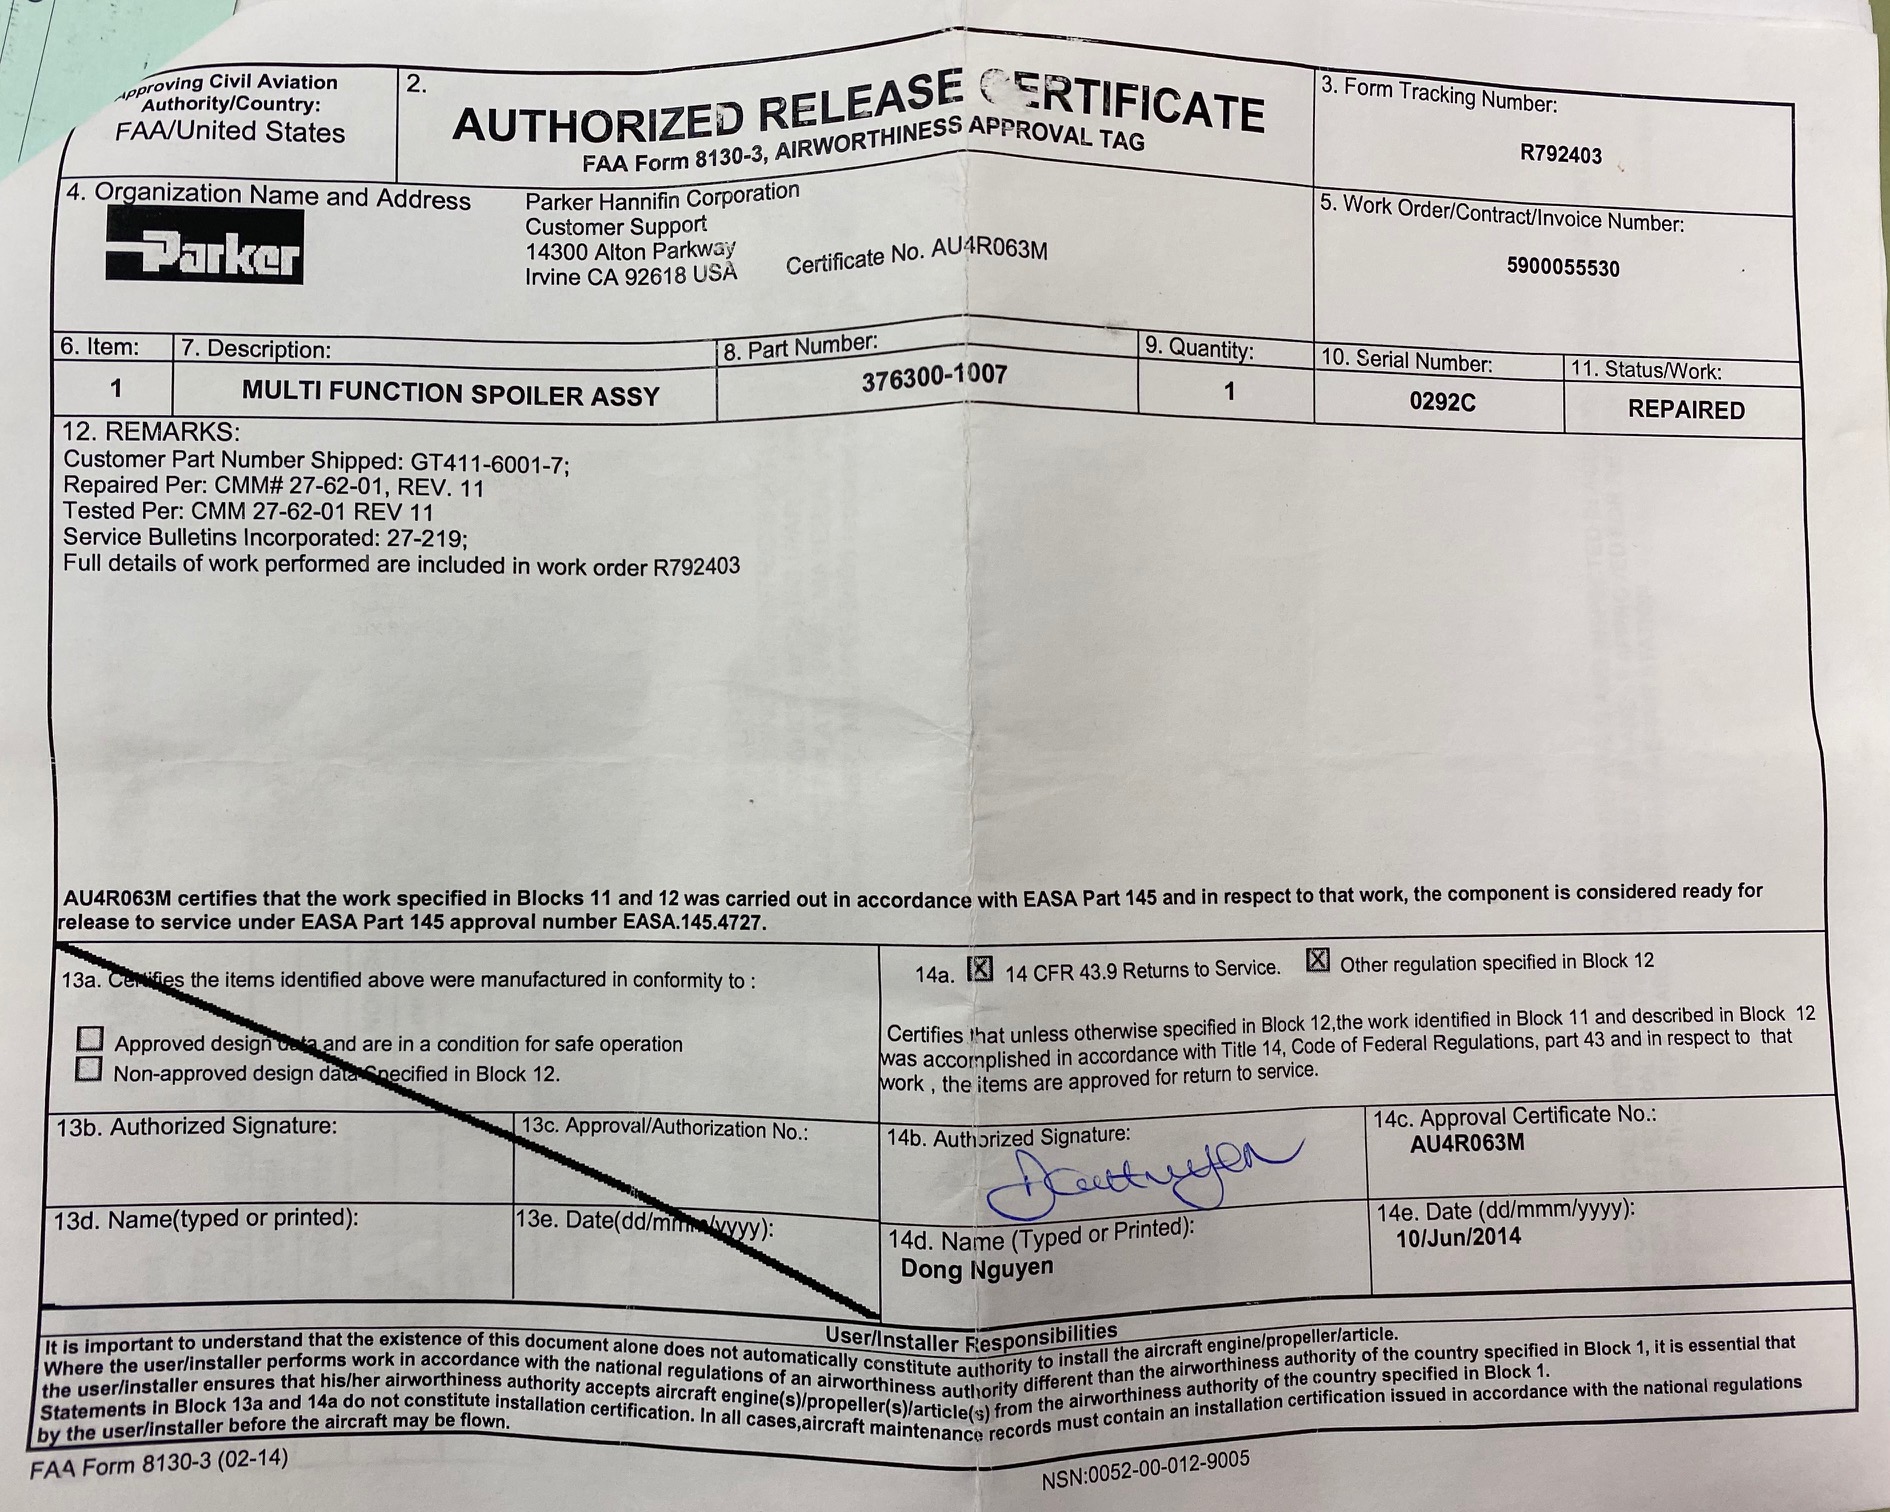 Approving Civil Aviation
Authority/Country:
FAA/United States
2.
AUTHORIZED RELEASE CERTIFICATE
FAA Form 8130-3, AIRWORTHINESS APPROVAL TAG
3. Form Tracking Number:
R792403
4. Organization Name and Address
Parker
Parker Hannifin Corporation
Customer Support
14300 Alton Parkway
Irvine CA 92618 USA
Certificate No. AU4R063M
5. Work Order/Contract/Invoice Number:
5900055530
6. Item:
1
7. Description:
MULTI FUNCTION SPOILER ASSY
8. Part Number:
376300-1007
9. Quantity:
1
10. Serial Number:
0292C
11. Status/Work:
REPAIRED
12. REMARKS:
Customer Part Number Shipped: GT411-6001-7;
Repaired Per: CMM# 27-62-01, REV. 11
Tested Per: CMM 27-62-01 REV 11
Service Bulletins Incorporated: 27-219;
Full details of work performed are included in work order R792403
AU4R063M certifies that the work specified in Blocks 11 and 12 was carried out in accordance with EASA Part 145 and in respect to that work, the component is considered ready for
release to service under EASA Part 145 approval number EASA.145.4727.
13a. Certifies the items identified above were manufactured in conformity to :
Approved design data and are in a condition for safe operation
Non-approved design data Specified in Block 12.
14a. X 14 CFR 43.9 Returns to Service. X Other regulation specified in Block 12
Certifies that unless otherwise specified in Block 12,the work identified in Block 11 and described in Block 12
was accomplished in accordance with Title 14, Code of Federal Regulations, part 43 and in respect to that
work , the items are approved for return to service.
13b. Authorized Signature:
13c. Approval/Authorization No.:
14b. Authorized Signature:
14c. Approval Certificate No.:
AU4R063M
13d. Name(typed or printed):
13e. Date(dd/mmm/yyyy):
14d. Name (Typed or Printed):
Dong Nguyen
14e. Date (dd/mmm/yyyy):
10/Jun/2014
User/Installer Responsibilities
It is important to understand that the existence of this document alone does not automatically constitute authority to install the aircraft engine/propeller/article.
Where the user/installer performs work in accordance with the national regulations of an airworthiness authority different than the airworthiness authority of the country specified in Block 1, it is essential that
the user/installer ensures that his/her airworthiness authority accepts aircraft engine(s)/propeller(s)/article(s) from the airworthiness authority of the country specified in Block 1.
Statements in Block 13a and 14a do not constitute installation certification. In all cases,aircraft maintenance records must contain an installation certification issued in accordance with the national regulations
by the user/installer before the aircraft may be flown.
FAA Form 8130-3 (02-14)
NSN:0052-00-012-9005